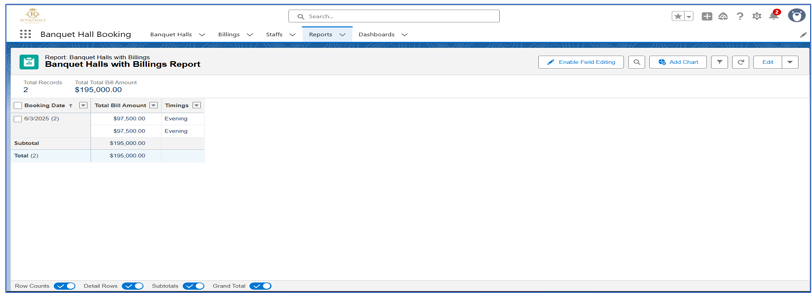 Search...
2
Banquet Hall Booking
Banquet Halls
Billings
Staffs
Reports
Dashboards
Report: Banquet Halls with Billings
Banquet Halls with Billings Report
Enable Field Editing
Add Chart
Edit
Total Records
Total Total Bill Amount
2
$195,000.00
Booking Date ↑
Total Bill Amount
Timings
6/3/2025 (2)
$97,500.00
Evening
$97,500.00
Evening
Subtotal
$195,000.00
Total (2)
$195,000.00
Row Counts
Detail Rows
Subtotals
Grand Total